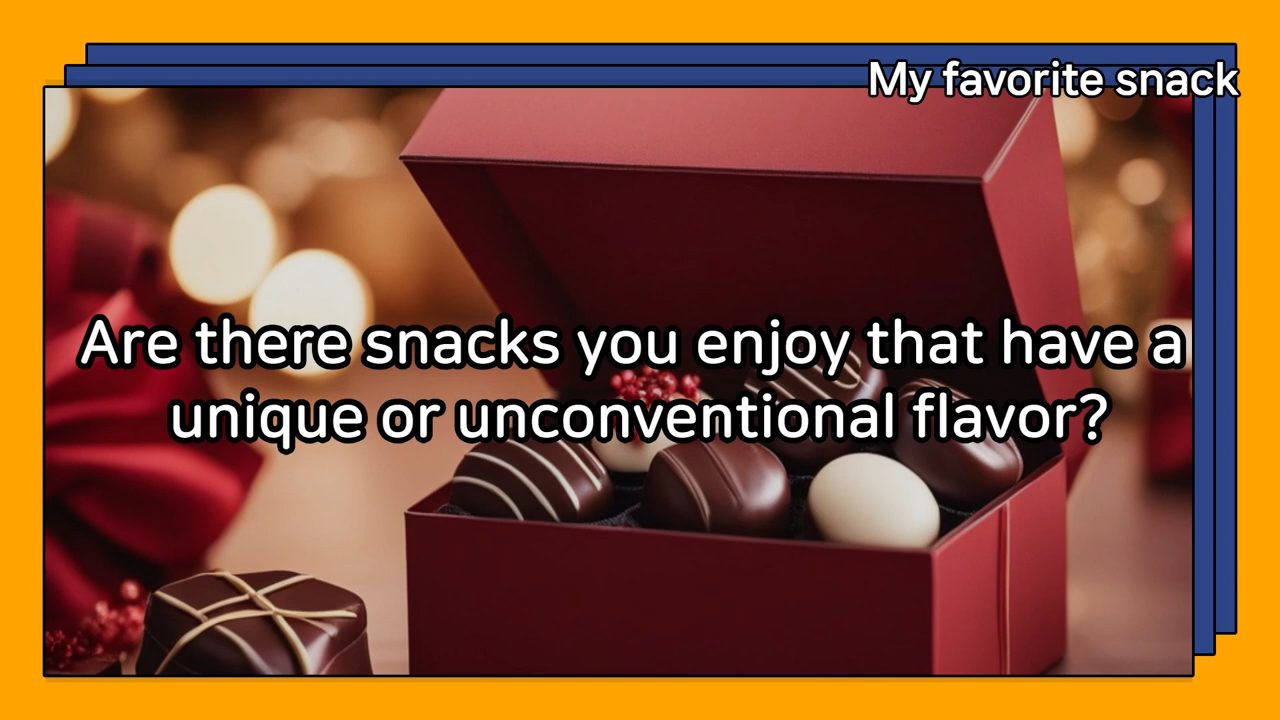 My favorite snack
Are there snacks you enjoy that have a
unique or unconventional flavor?